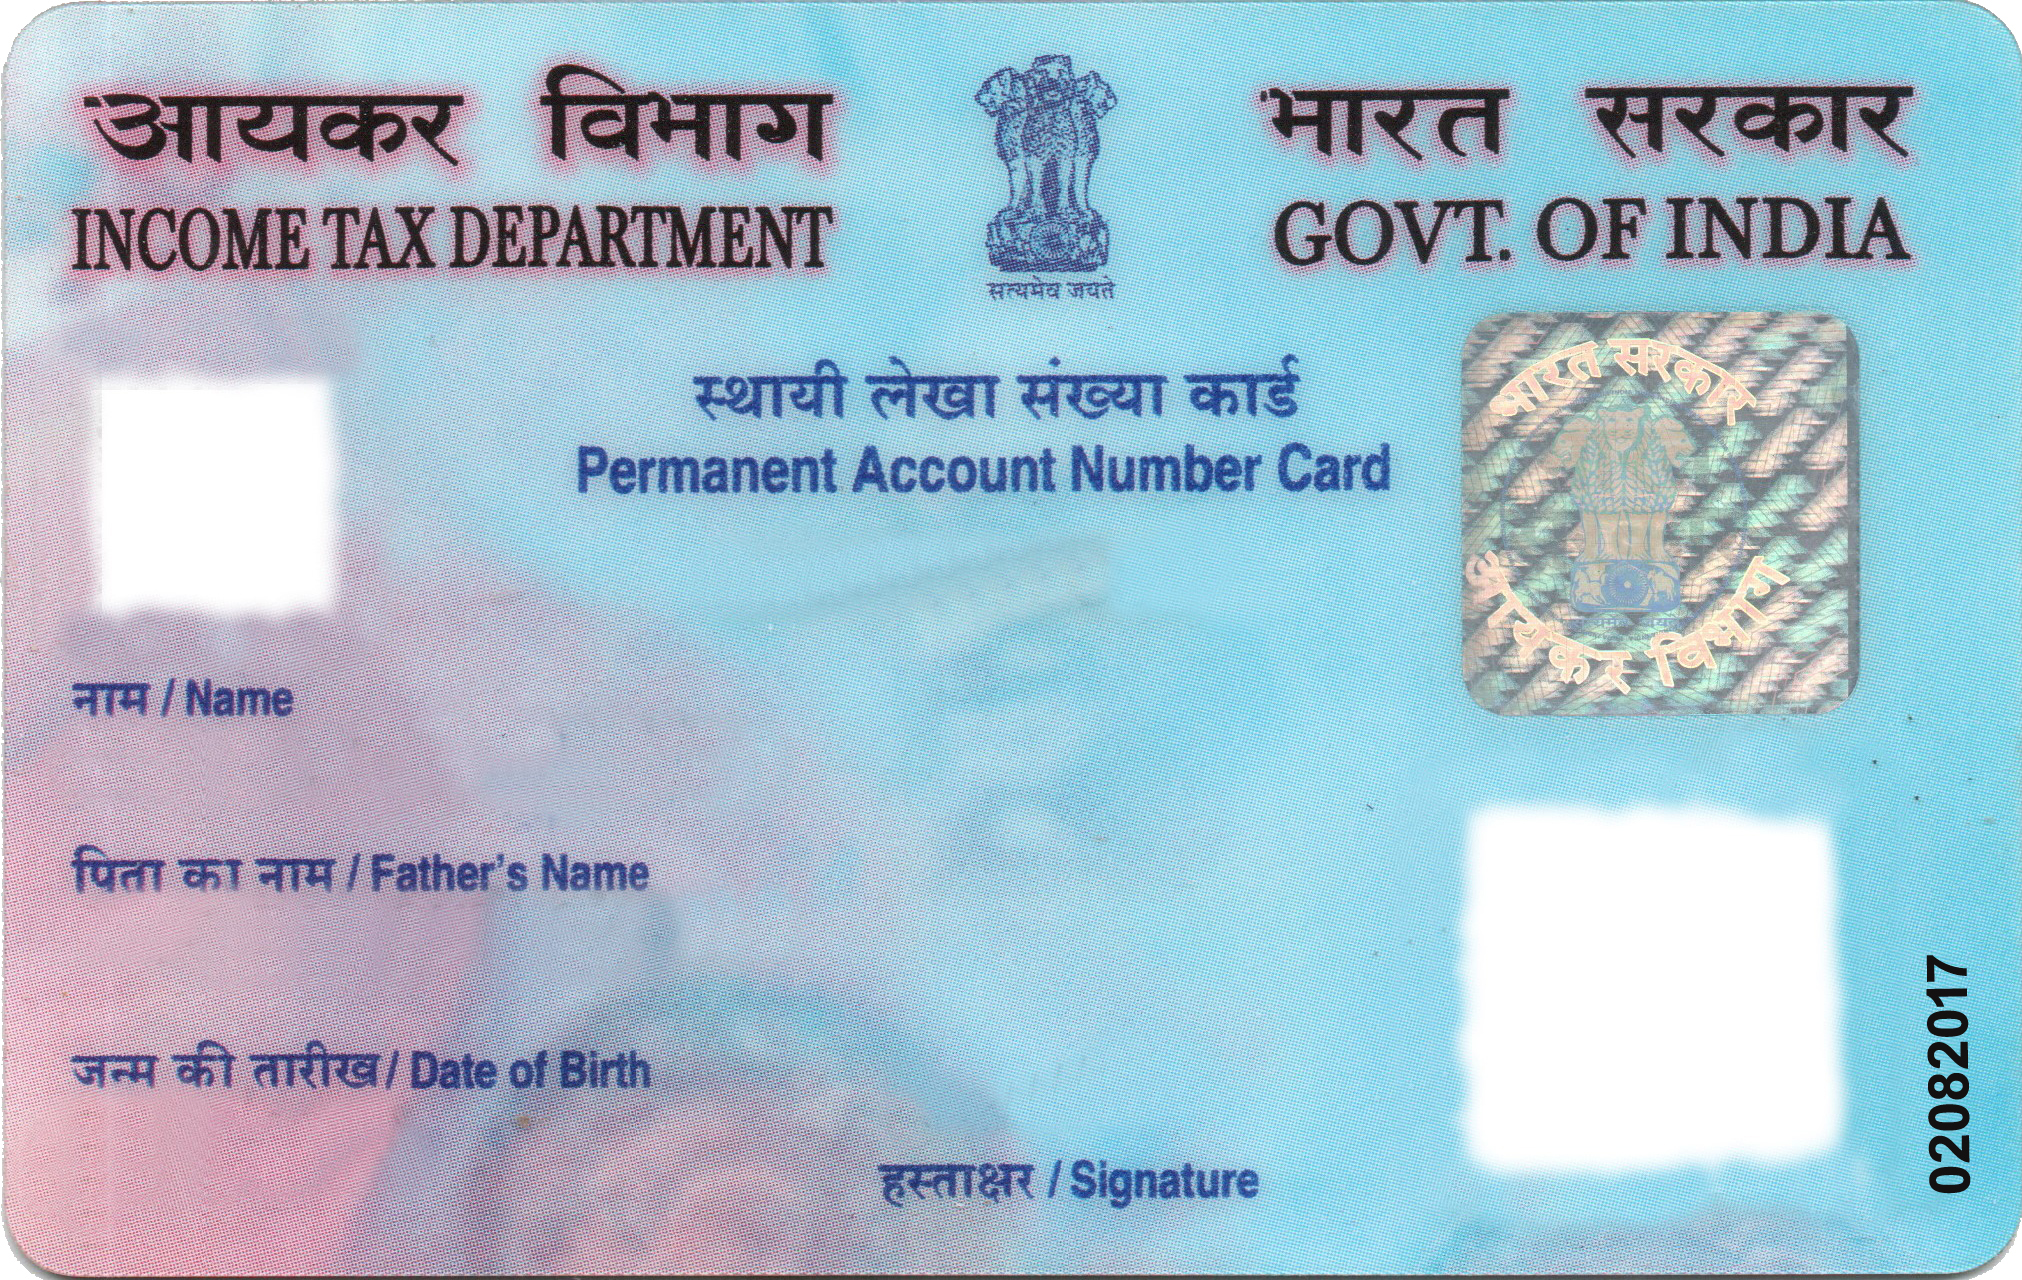 आयकर विभाग
INCOME TAX DEPARTMENT
सत्यमेव जयते
भारत सरकार
GOVT. OF INDIA
स्थायी लेखा संख्या कार्ड
Permanent Account Number Card
भारत सरकार
आयकर विभाग
नाम / Name
पिता का नाम / Father's Name
जन्म की तारीख / Date of Birth
हस्ताक्षर / Signature
02082017